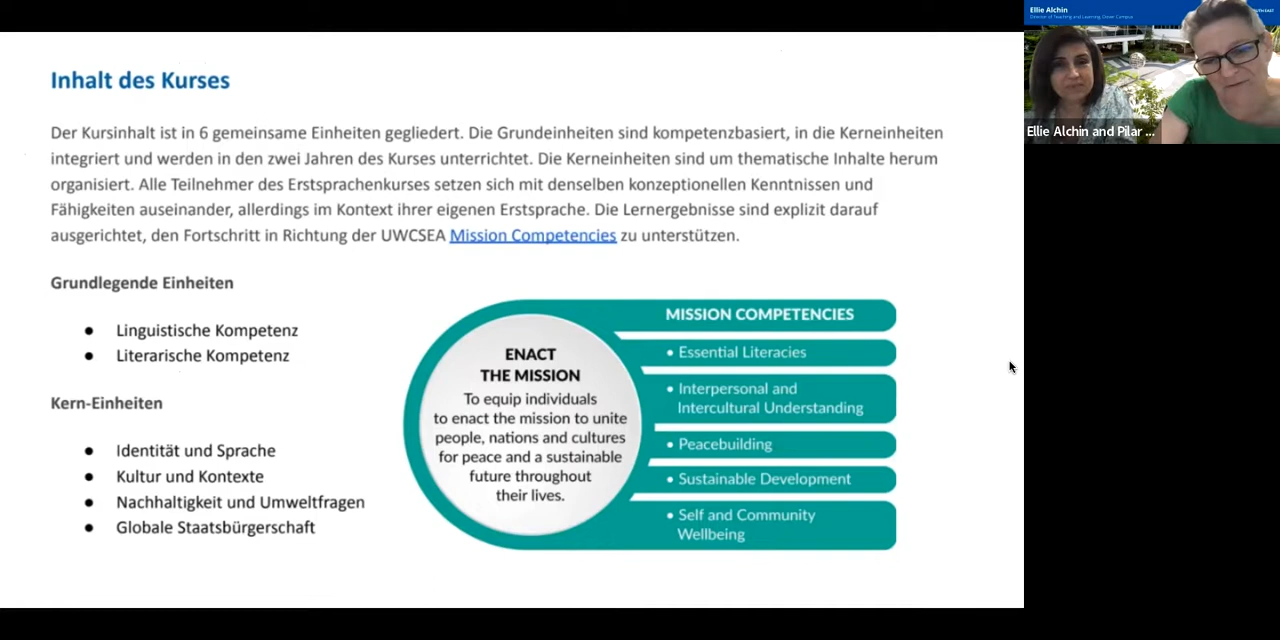 Inhalt des Kurses
Der Kursinhalt ist in 6 gemeinsame Einheiten gegliedert. Die Grundeinheiten sind kompetenzbasiert, in die Kerneinheiten
integriert und werden in den zwei Jahren des Kurses unterrichtet. Die Kerneinheiten sind um thematische Inhalte herum
organisiert. Alle Teilnehmer des Erstsprachenkurses setzen sich mit denselben konzeptionellen Kenntnissen und
Fähigkeiten auseinander, allerdings im Kontext ihrer eigenen Erstsprache. Die Lernergebnisse sind explizit darauf
ausgerichtet, den Fortschritt in Richtung der UWCSEA Mission Competencies zu unterstützen.
Grundlegende Einheiten
● Linguistische Kompetenz
● Literarische Kompetenz
Kern-Einheiten
● Identität und Sprache
● Kultur und Kontexte
● Nachhaltigkeit und Umweltfragen
● Globale Staatsbürgerschaft
ENACT
THE MISSION
To equip individuals
to enact the mission to unite
people, nations and cultures
for peace and a sustainable
future throughout
their lives.
MISSION COMPETENCIES
• Essential Literacies
• Interpersonal and
Intercultural Understanding
• Peacebuilding
• Sustainable Development
• Self and Community
Wellbeing
Ellie Alchin
Director of Teaching and Learning, Dover Campus
Ellie Alchin and Pilar ...